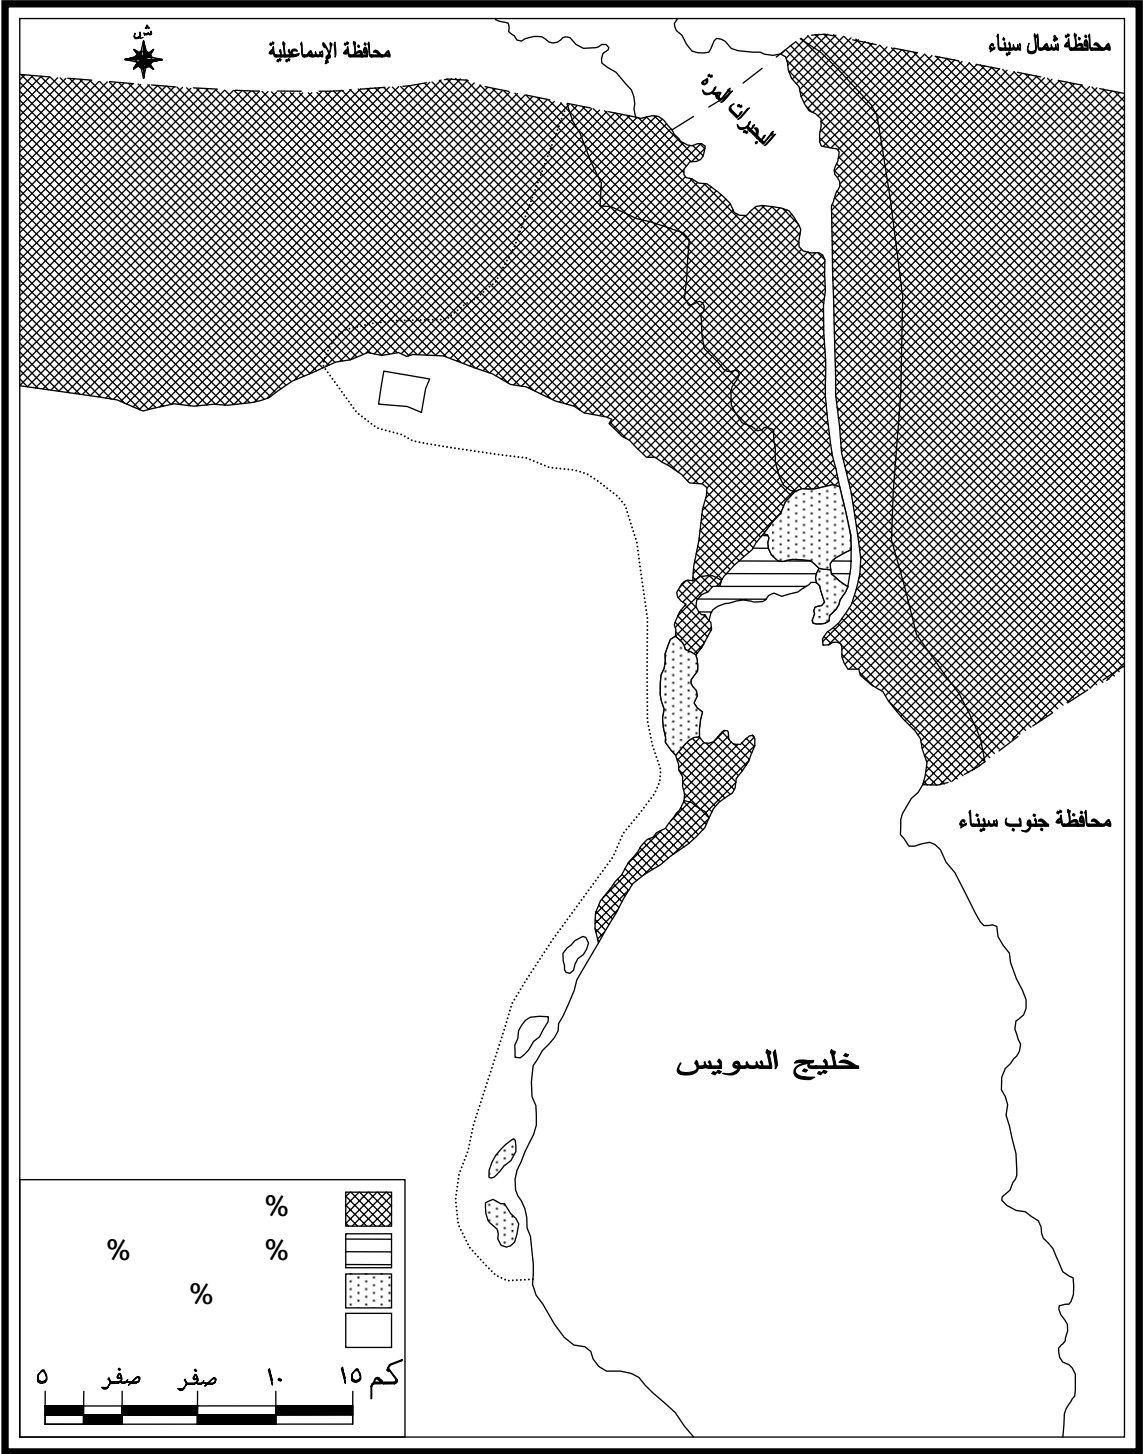 ش
محافظة الإسماعيلية
محافظة شمال سيناء
البحيرات المرة
محافظة جنوب سيناء
خليج السويس
%
% %
%
٥ صفر صفر ١٠ ١٥ كم